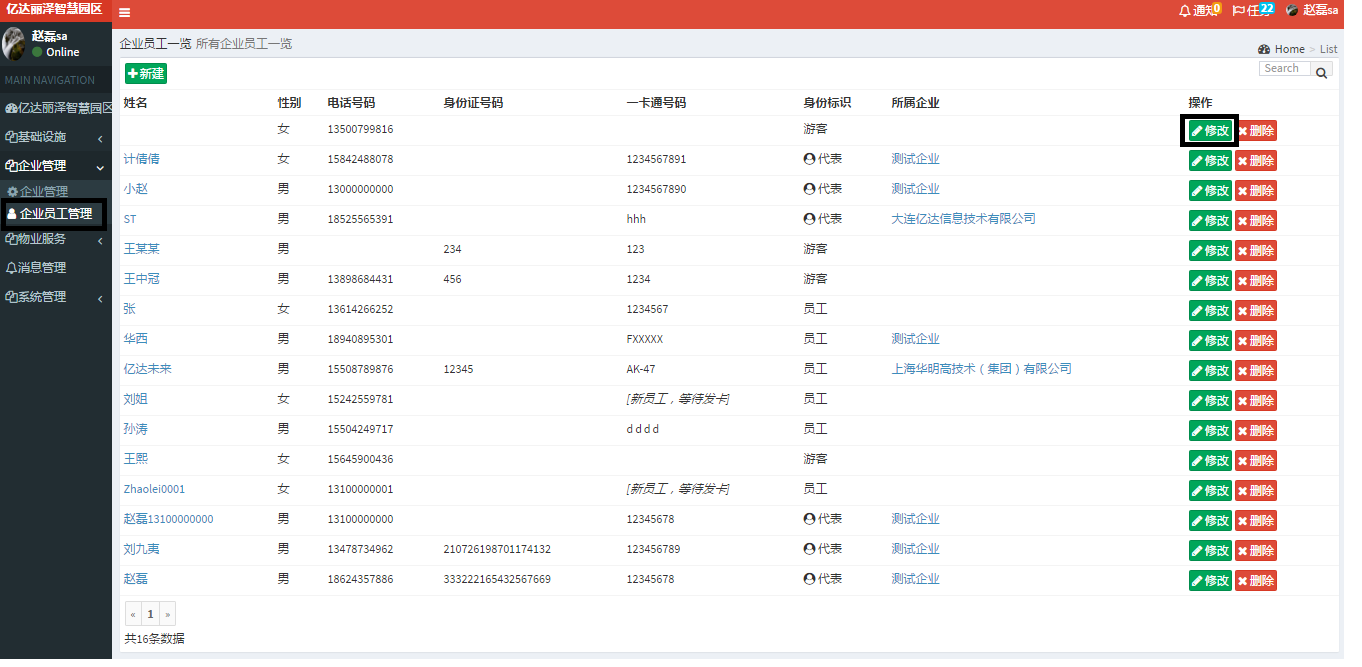 亿达丽泽智慧园区
通知 0 任务 22 赵磊sa
赵磊sa
Online
MAIN NAVIGATION
亿达丽泽智慧园区
基础设施
企业管理
企业管理
企业员工管理
物业服务
消息管理
系统管理
企业员工一览 所有企业员工一览
Home > List
新建
Search
姓名 性别 电话号码 身份证号码 一卡通号码 身份标识 所属企业 操作
女 13500799816 游客 修改 删除
计倩倩 女 15842488078 1234567891 代表 测试企业 修改 删除
小赵 男 13000000000 1234567890 代表 测试企业 修改 删除
ST 男 18525565391 hhh 代表 大连亿达信息技术有限公司 修改 删除
王某某 男 234 123 游客 修改 删除
王中冠 男 13898684431 456 1234 游客 修改 删除
张 女 13614266252 1234567 员工 修改 删除
华西 男 18940895301 FXXXXX 员工 测试企业 修改 删除
亿达未来 男 15508789876 12345 AK-47 员工 上海华明高技术（集团）有限公司 修改 删除
刘姐 女 15242559781 [新员工，等待发卡] 员工 修改 删除
孙涛 男 15504249717 d d d d 员工 修改 删除
王熙 女 15645900436 游客 修改 删除
Zhaolei0001 女 13100000001 [新员工，等待发卡] 员工 修改 删除
赵磊13100000000 男 13100000000 12345678 代表 测试企业 修改 删除
刘九夷 男 13478734962 210726198701174132 123456789 代表 测试企业 修改 删除
赵磊 男 18624357886 333222165432567669 12345678 代表 测试企业 修改 删除
« 1 »
共16条数据